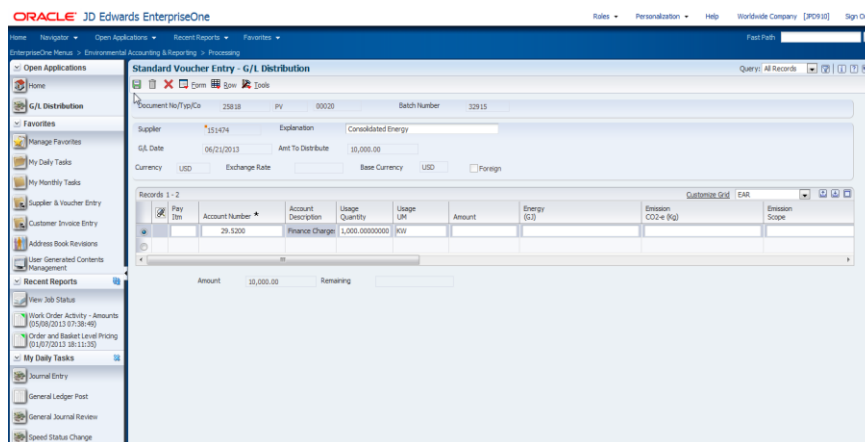 ORACLE JD Edwards EnterpriseOne
Roles Personalization Help Worldwide Company [JPD910] Sign O
Home Navigator Open Applications Recent Reports Favorites Fast Path
EnterpriseOne Menus > Environmental Accounting & Reporting > Processing
Open Applications
Home
G/L Distribution
Favorites
Manage Favorites
My Daily Tasks
My Monthly Tasks
Supplier & Voucher Entry
Customer Invoice Entry
Address Book Revisions
User Generated Contents
Management
Recent Reports
View Job Status
Work Order Activity - Amounts
(05/08/2013 07:38:49)
Order and Basket Level Pricing
(01/07/2013 18:11:35)
My Daily Tasks
Journal Entry
General Ledger Post
General Journal Review
Speed Status Change
Standard Voucher Entry - G/L Distribution
Query: All Records
Form Row Tools
Document No/Typ/Co 25818 PV 00020 Batch Number 32915
Supplier *151474 Explanation Consolidated Energy
G/L Date 06/21/2013 Amt To Distribute 10,000.00
Currency USD Exchange Rate Base Currency USD Foreign
Records 1 - 2 Customize Grid EAR
Pay Itm Account Number * Account Description Usage Quantity Usage UM Amount Energy (GJ) Emission CO2-e (Kg) Emission Scope
29.5200 Finance Charge 1,000.00000000 KW
Amount 10,000.00 Remaining